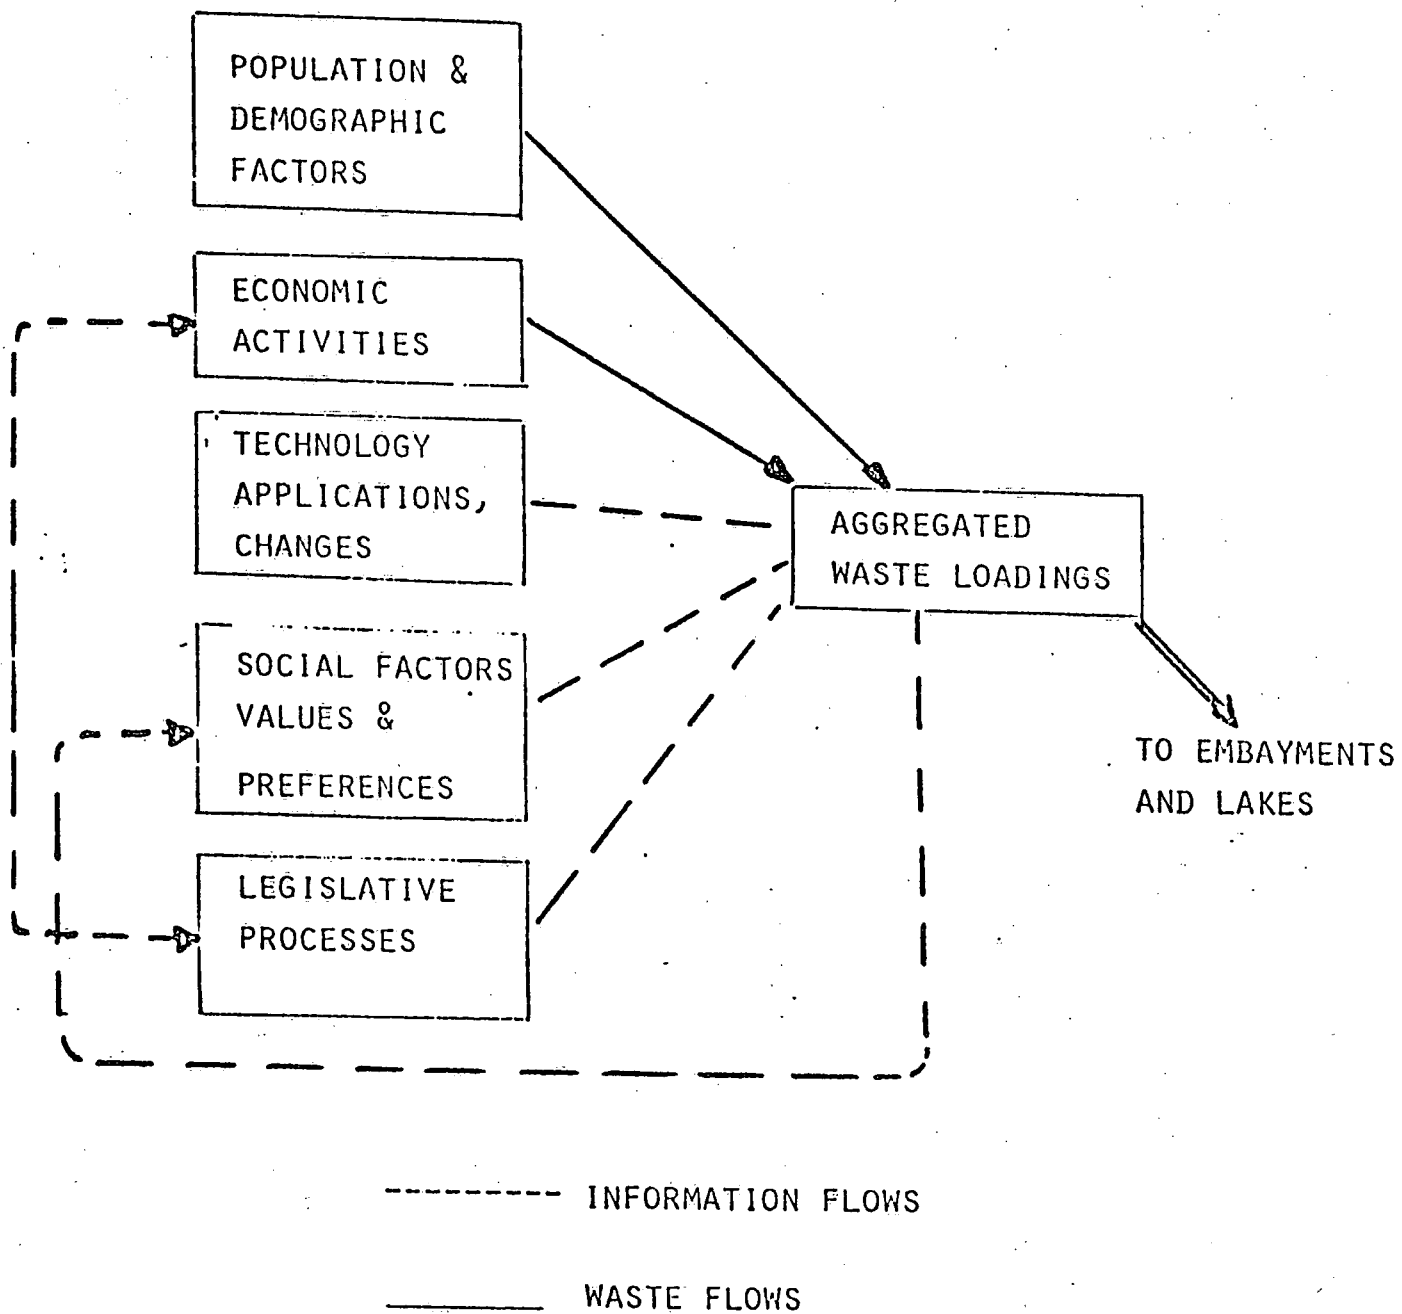 POPULATION &
DEMOGRAPHIC
FACTORS
ECONOMIC
ACTIVITIES
TECHNOLOGY
APPLICATIONS,
CHANGES
AGGREGATED
WASTE LOADINGS
SOCIAL FACTORS
VALUES &
PREFERENCES
TO EMBAYMENTS
AND LAKES
LEGISLATIVE
PROCESSES
INFORMATION FLOWS
WASTE FLOWS